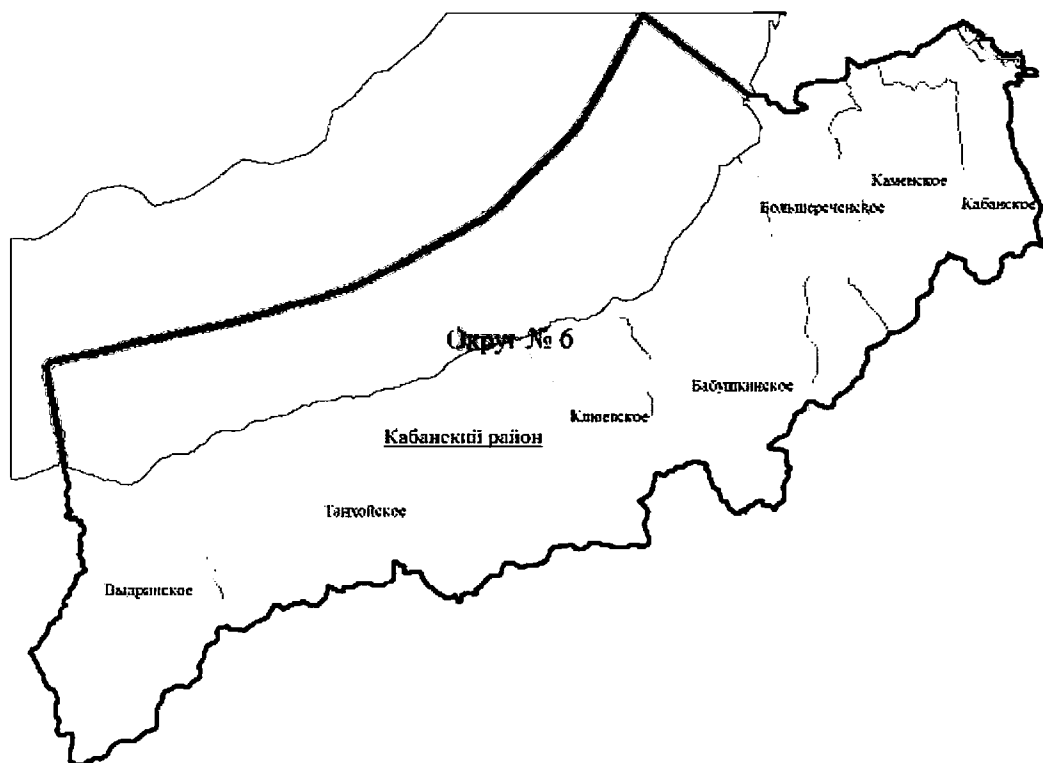 Каменское
Большереченское
Кабанское
Округ № 6
Бабушкинское
Клюевское
Кабанский район
Танхойское
Выдринское